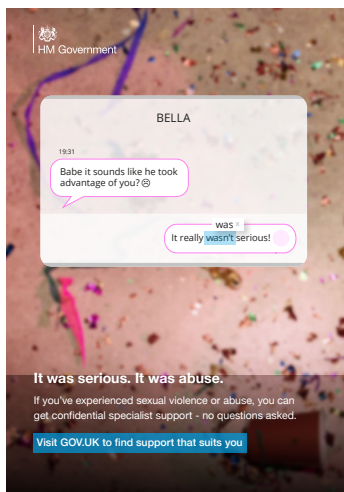 HM Government
BELLA
19:31
Babe it sounds like he took
advantage of you?☹
was ×
It really wasn't serious!
It was serious. It was abuse.
If you've experienced sexual violence or abuse, you can
get confidential specialist support - no questions asked.
Visit GOV.UK to find support that suits you